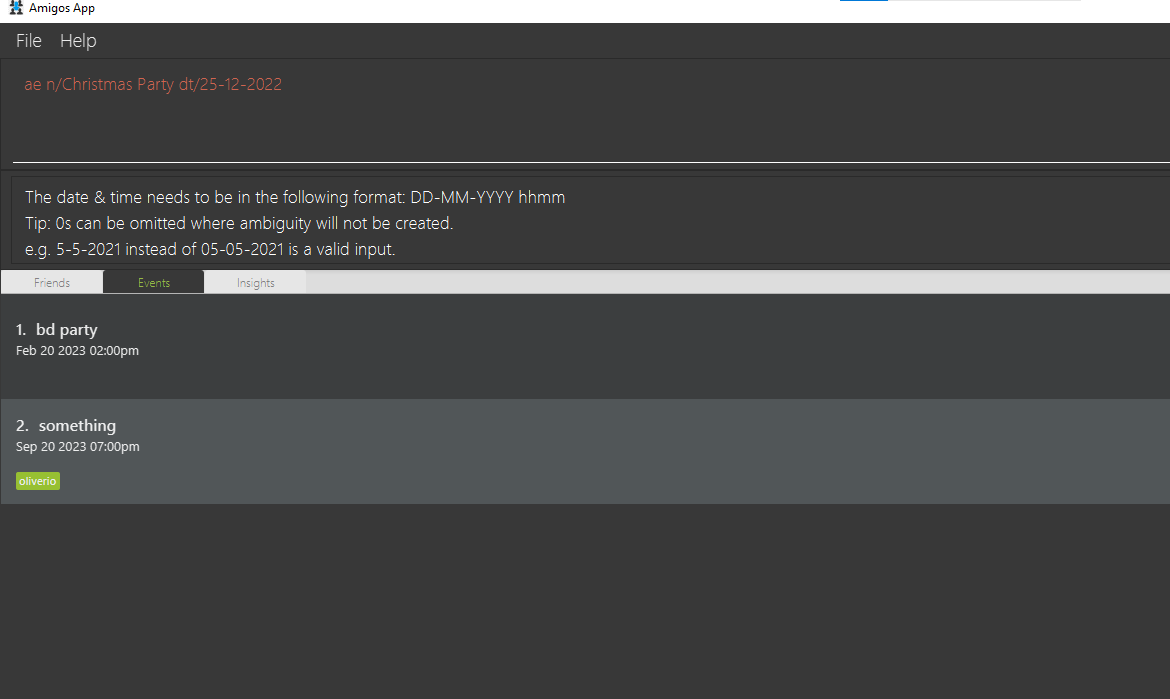 Amigos App
File Help
ae n/Christmas Party dt/25-12-2022
The date & time needs to be in the following format: DD-MM-YYYY hhmm
Tip: 0s can be omitted where ambiguity will not be created.
e.g. 5-5-2021 instead of 05-05-2021 is a valid input.
Friends Events Insights
1. bd party
Feb 20 2023 02:00pm
2. something
Sep 20 2023 07:00pm
oliverio